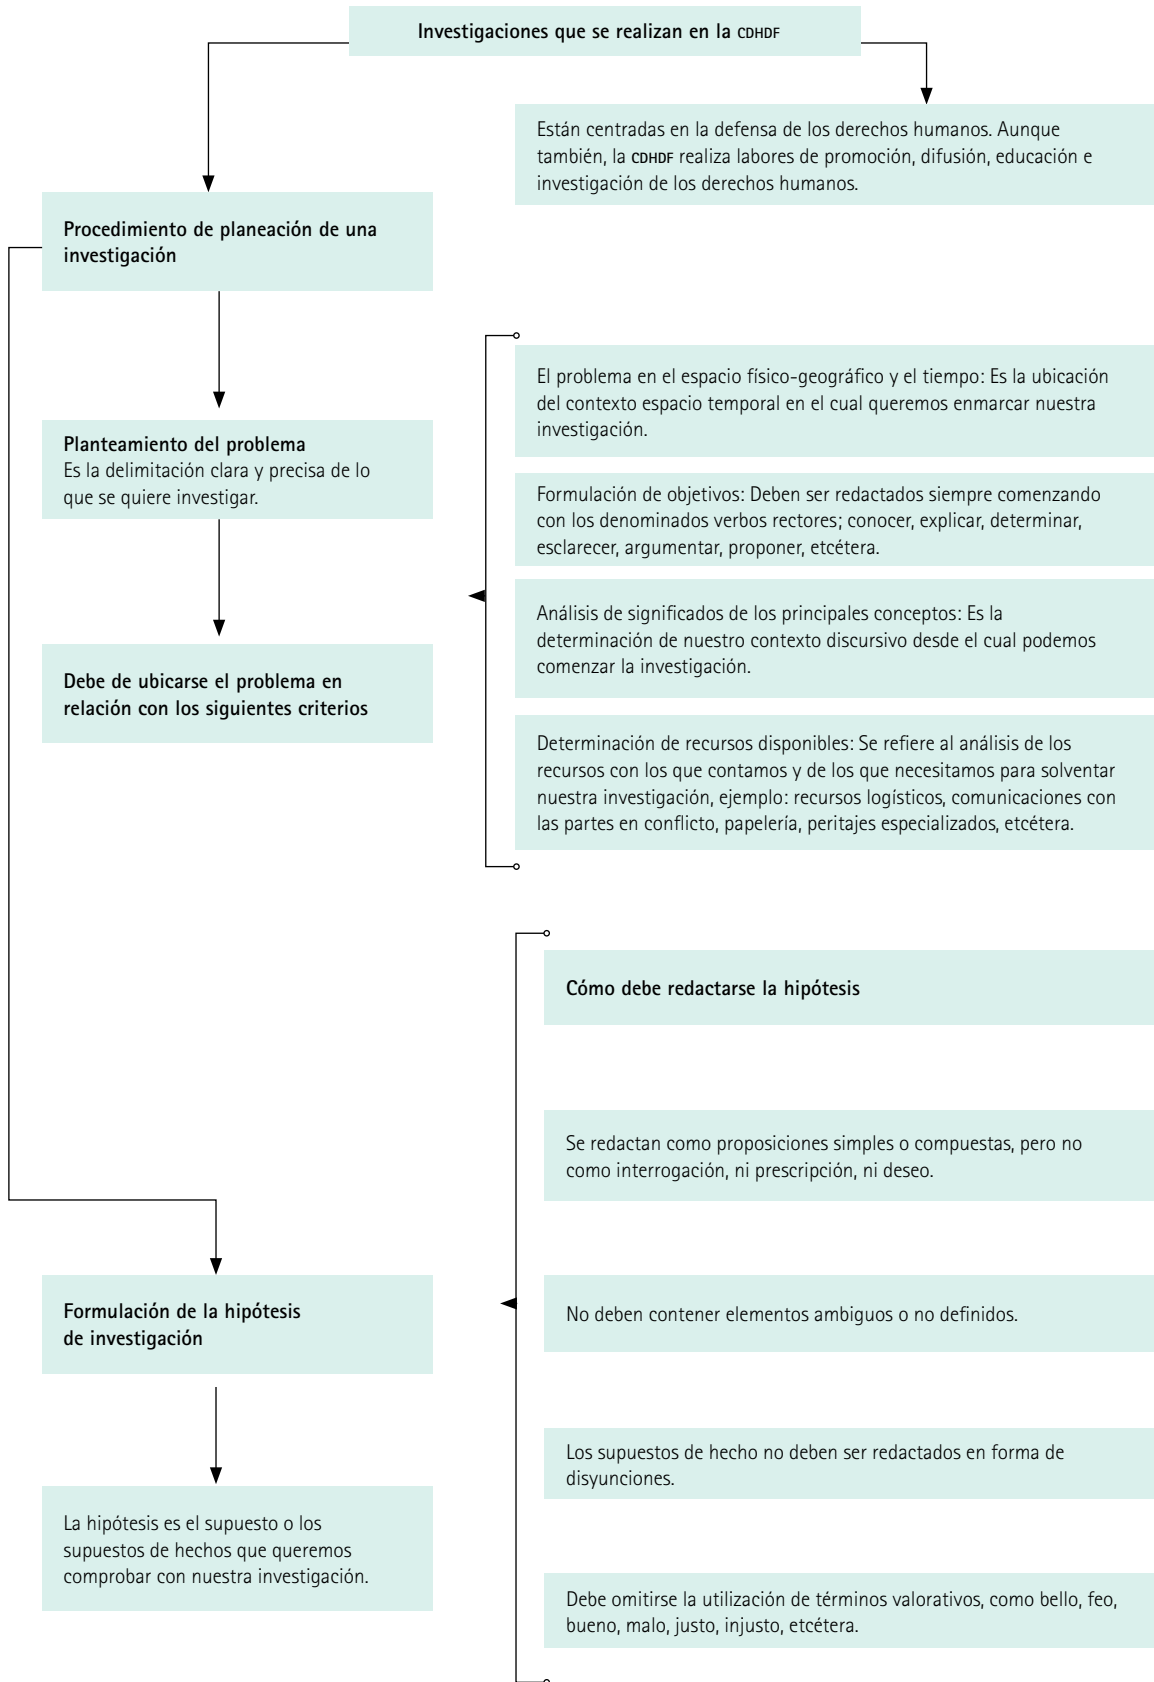 Investigaciones que se realizan en la CDHDF
Están centradas en la defensa de los derechos humanos. Aunque
también, la CDHDF realiza labores de promoción, difusión, educación e
investigación de los derechos humanos.
Procedimiento de planeación de una
investigación
Planteamiento del problema
Es la delimitación clara y precisa de lo
que se quiere investigar.
Debe de ubicarse el problema en
relación con los siguientes criterios
El problema en el espacio físico-geográfico y el tiempo: Es la ubicación
del contexto espacio temporal en el cual queremos enmarcar nuestra
investigación.
Formulación de objetivos: Deben ser redactados siempre comenzando
con los denominados verbos rectores; conocer, explicar, determinar,
esclarecer, argumentar, proponer, etcétera.
Análisis de significados de los principales conceptos: Es la
determinación de nuestro contexto discursivo desde el cual podemos
comenzar la investigación.
Determinación de recursos disponibles: Se refiere al análisis de los
recursos con los que contamos y de los que necesitamos para solventar
nuestra investigación, ejemplo: recursos logísticos, comunicaciones con
las partes en conflicto, papelería, peritajes especializados, etcétera.
Formulación de la hipótesis
de investigación
La hipótesis es el supuesto o los
supuestos de hechos que queremos
comprobar con nuestra investigación.
Cómo debe redactarse la hipótesis
Se redactan como proposiciones simples o compuestas, pero no
como interrogación, ni prescripción, ni deseo.
No deben contener elementos ambiguos o no definidos.
Los supuestos de hecho no deben ser redactados en forma de
disyunciones.
Debe omitirse la utilización de términos valorativos, como bello, feo,
bueno, malo, justo, injusto, etcétera.